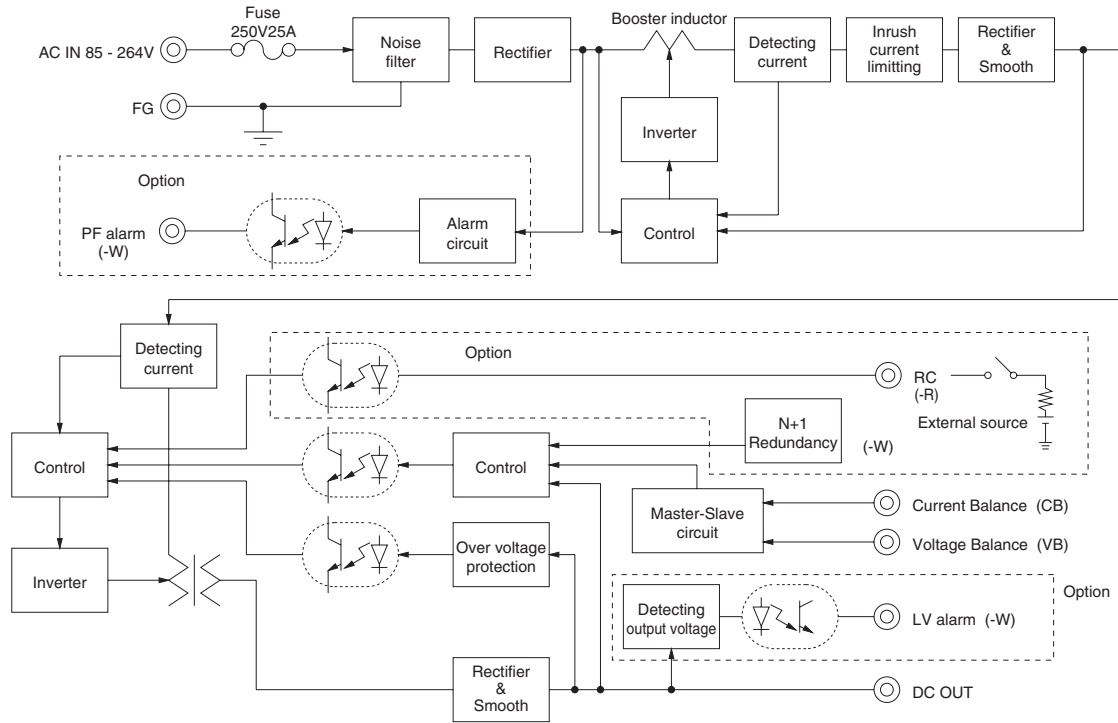 Fuse
250V25A
AC IN 85 - 264V
Noise
filter
Rectifier
Booster inductor
Detecting
current
Inrush
current
limitting
Rectifier
&
Smooth
FG
Inverter
Option
PF alarm
(-W)
Alarm
circuit
Control
Detecting
current
Option
RC
(-R)
External source
N+1
Redundancy
(-W)
Control
Control
Master-Slave
circuit
Current Balance (CB)
Voltage Balance (VB)
Inverter
Over voltage
protection
Option
Detecting
output voltage
LV alarm (-W)
Rectifier
&
Smooth
DC OUT